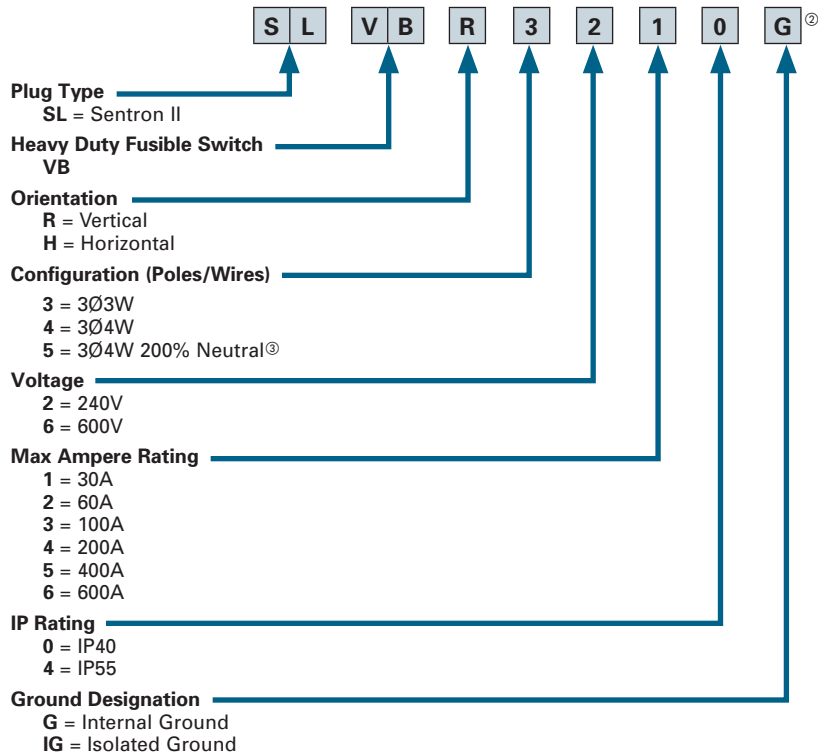 S L V B R 3 2 1 0 G ②
Plug Type
SL = Sentron II
Heavy Duty Fusible Switch
VB
Orientation
R = Vertical
H = Horizontal
Configuration (Poles/Wires)
3 = 3Ø3W
4 = 3Ø4W
5 = 3Ø4W 200% Neutral③
Voltage
2 = 240V
6 = 600V
Max Ampere Rating
1 = 30A
2 = 60A
3 = 100A
4 = 200A
5 = 400A
6 = 600A
IP Rating
0 = IP40
4 = IP55
Ground Designation
G = Internal Ground
IG = Isolated Ground